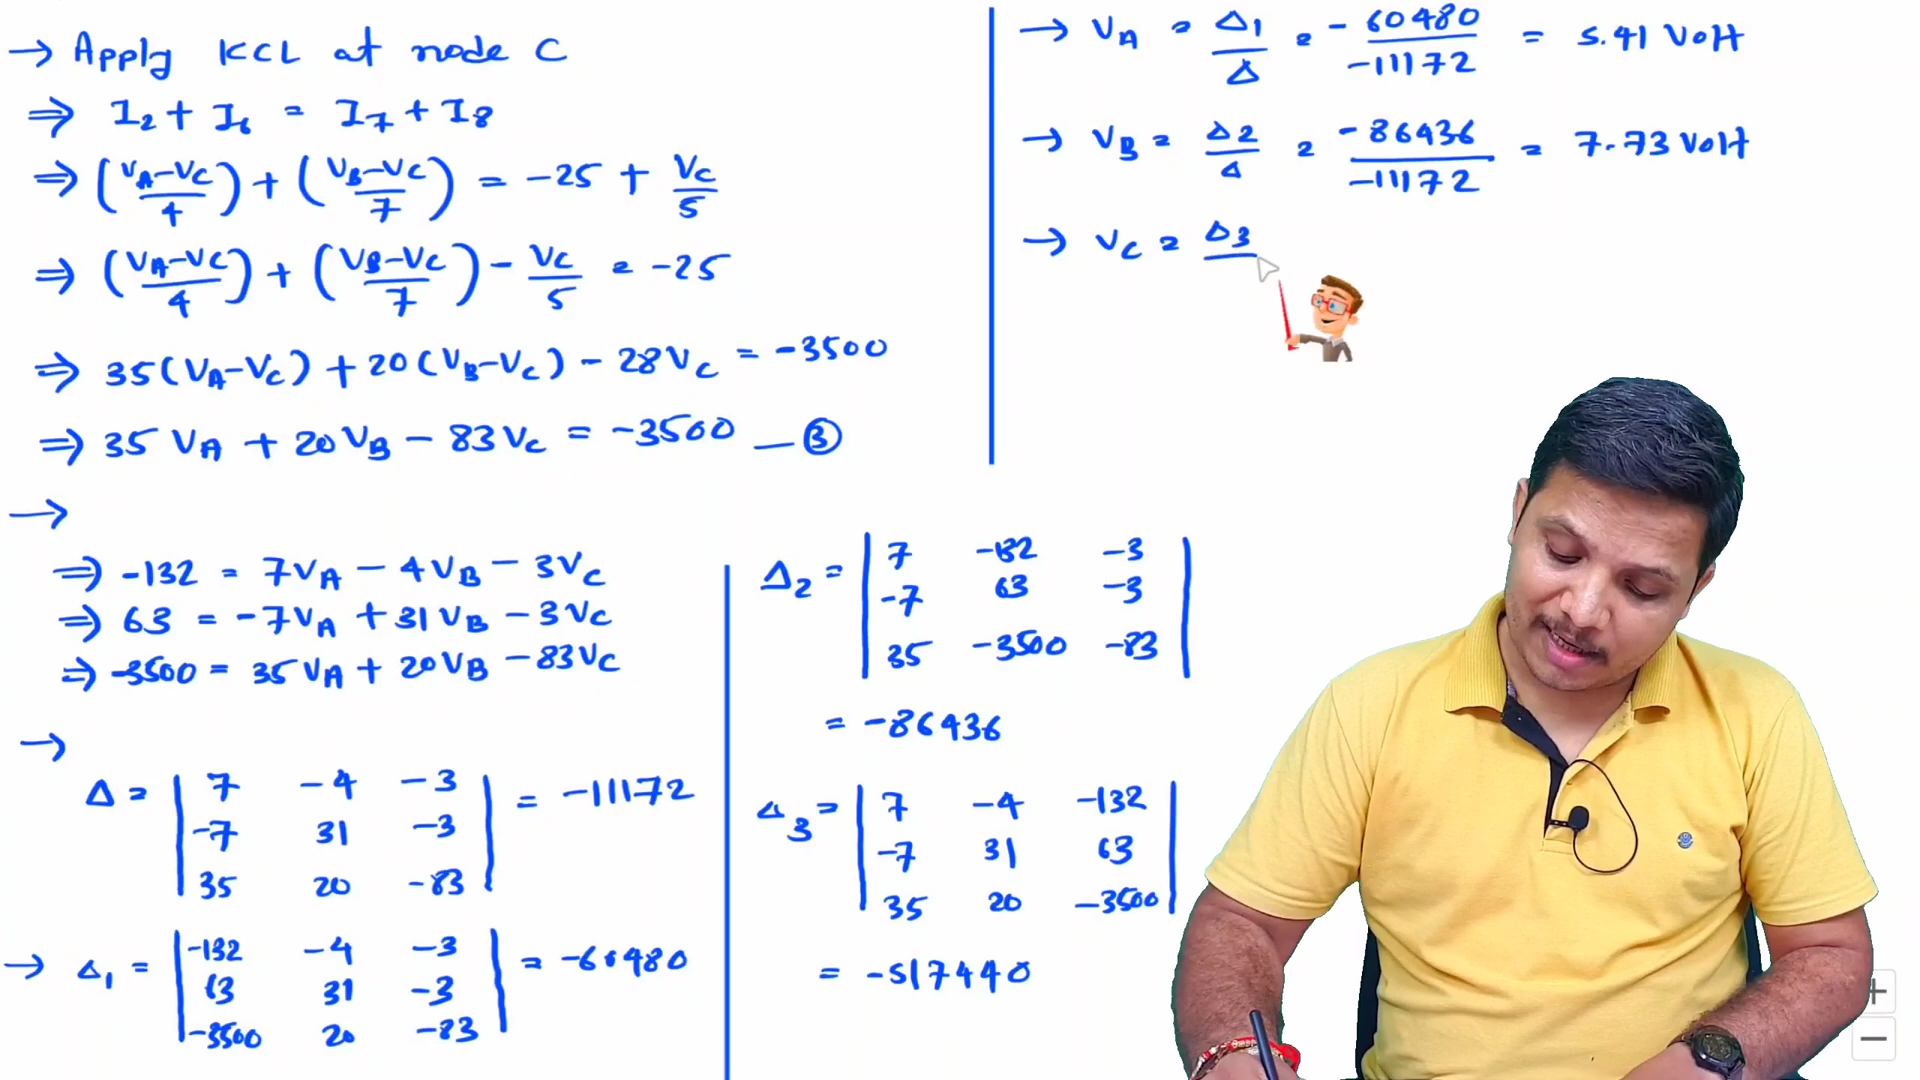 → Apply KCL at node C
⇒ I₂ + I₆ = I₇ + I₈
⇒ (VA-VC/4) + (VB-VC/7) = -25 + VC/5
⇒ (VA-VC/4) + (VB-VC/7) - VC/5 = -25
⇒ 35(VA-VC) + 20(VB-VC) - 28VC = -3500
⇒ 35 VA + 20VB - 83VC = -3500 — ③
→
⇒ -132 = 7VA - 4VB - 3VC
⇒ 63 = -7VA + 31VB - 3VC
⇒ -3500 = 35VA + 20VB - 83VC
→
Δ = | 7 -4 -3 | = -11172
-7 31 -3
35 20 -83
→ Δ₁ = | -132 -4 -3 | = -60480
63 31 -3
-3500 20 -83
Δ₂ = | 7 -132 -3 |
-7 63 -3
35 -3500 -83
= -86436
Δ₃ = | 7 -4 -132 |
-7 31 63
35 20 -3500
= -517440
→ VA = Δ1/Δ = -60480/-11172 = 5.41 Volt
→ VB = Δ2/Δ = -86436/-11172 = 7.73 Volt
→ VC = Δ3